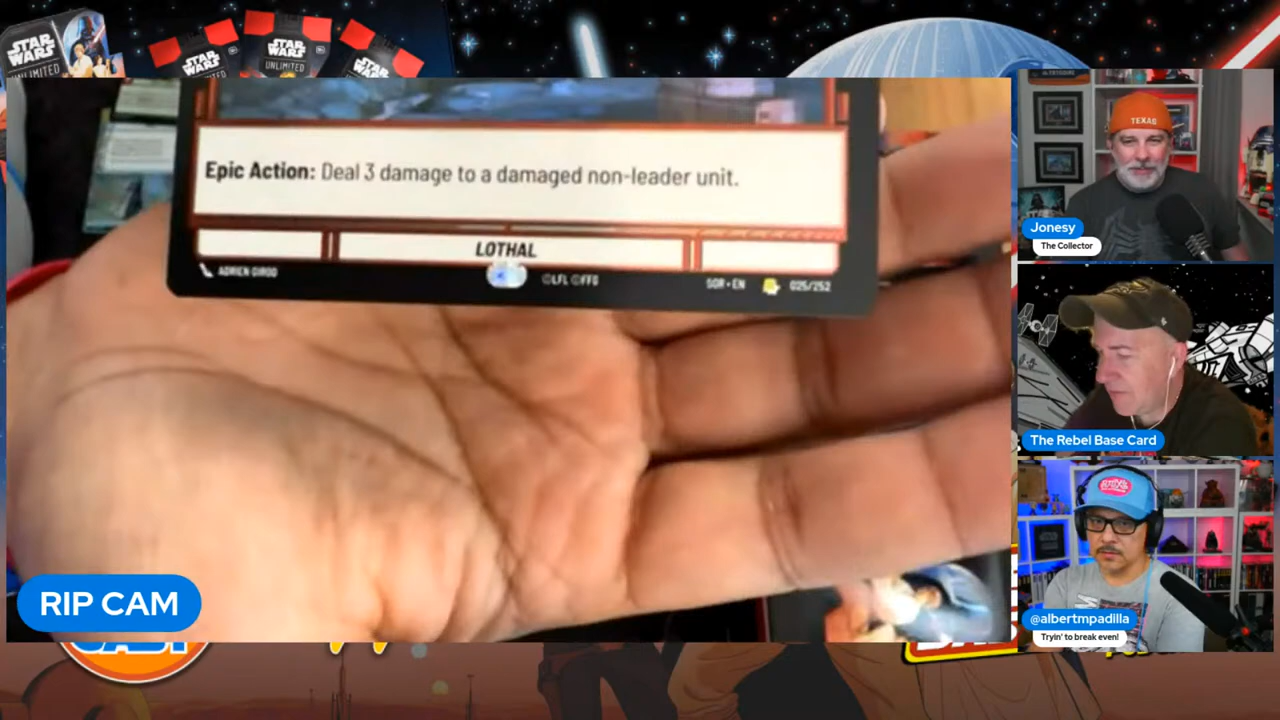 STAR
WARS
UNLIMITED
STAR
WARS
STAR
WARS
UNLIMITED
STAR
WARS
TEXAS
Epic Action: Deal 3 damage to a damaged non-leader unit.
LOTHAL
ADRIEN GIROD
©LFL ©FFG
SOR • EN
025/252
Jonesy
The Collector
The Rebel Base Card
@albertmpadilla
Tryin' to break even!
RIP CAM